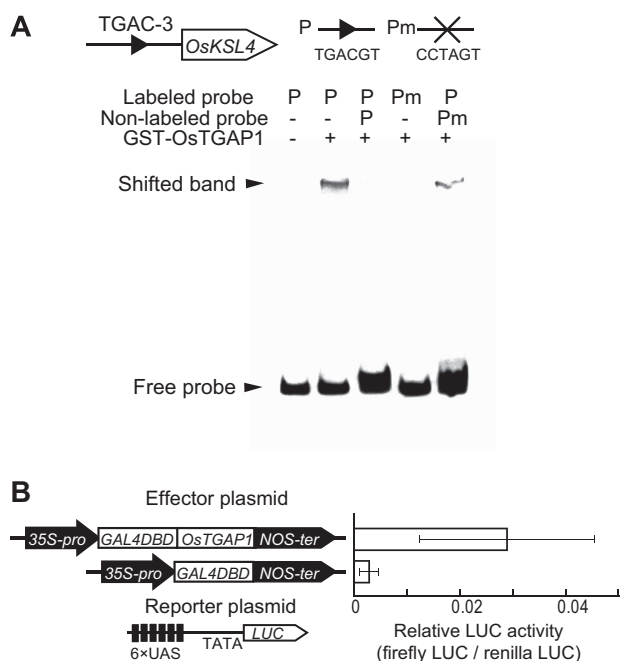 A
TGAC-3
OsKSL4
P
TGACGT
Pm
CCTAGT
Labeled probe P P P Pm P
Non-labeled probe - - P - Pm
GST-OsTGAP1 - + + + +
Shifted band
Free probe
B
Effector plasmid
35S-pro GAL4DBD OsTGAP1 NOS-ter
35S-pro GAL4DBD NOS-ter
Reporter plasmid
6×UAS TATA LUC
0 0.02 0.04
Relative LUC activity
(firefly LUC / renilla LUC)